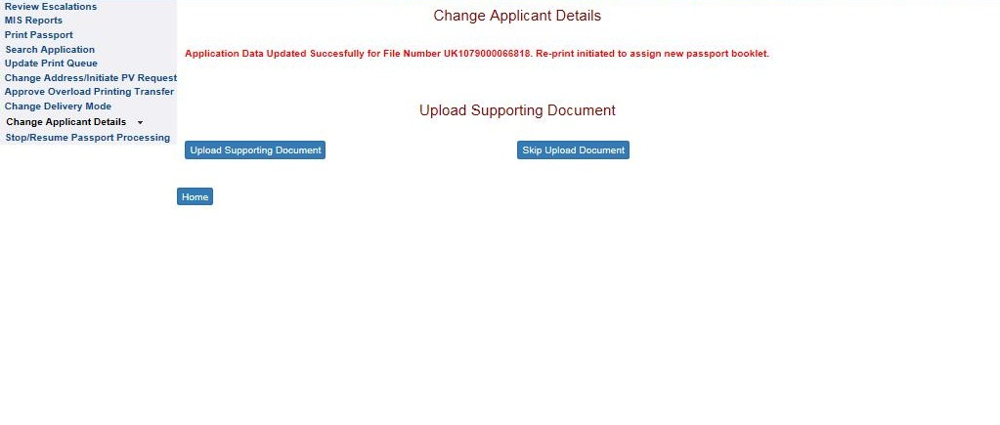 Review Escalations
MIS Reports
Print Passport
Search Application
Update Print Queue
Change Address/Initiate PV Request
Approve Overload Printing Transfer
Change Delivery Mode
Change Applicant Details
Stop/Resume Passport Processing
Change Applicant Details
Application Data Updated Succesfully for File Number UK1079000066818. Re-print initiated to assign new passport booklet.
Upload Supporting Document
Upload Supporting Document
Skip Upload Document
Home